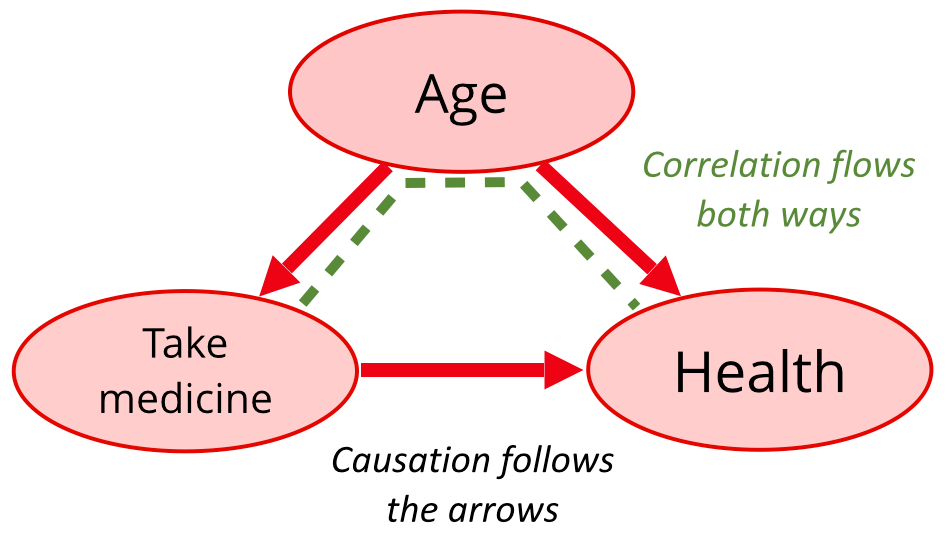 Age
Correlation flows
both ways
Take
medicine
Health
Causation follows
the arrows